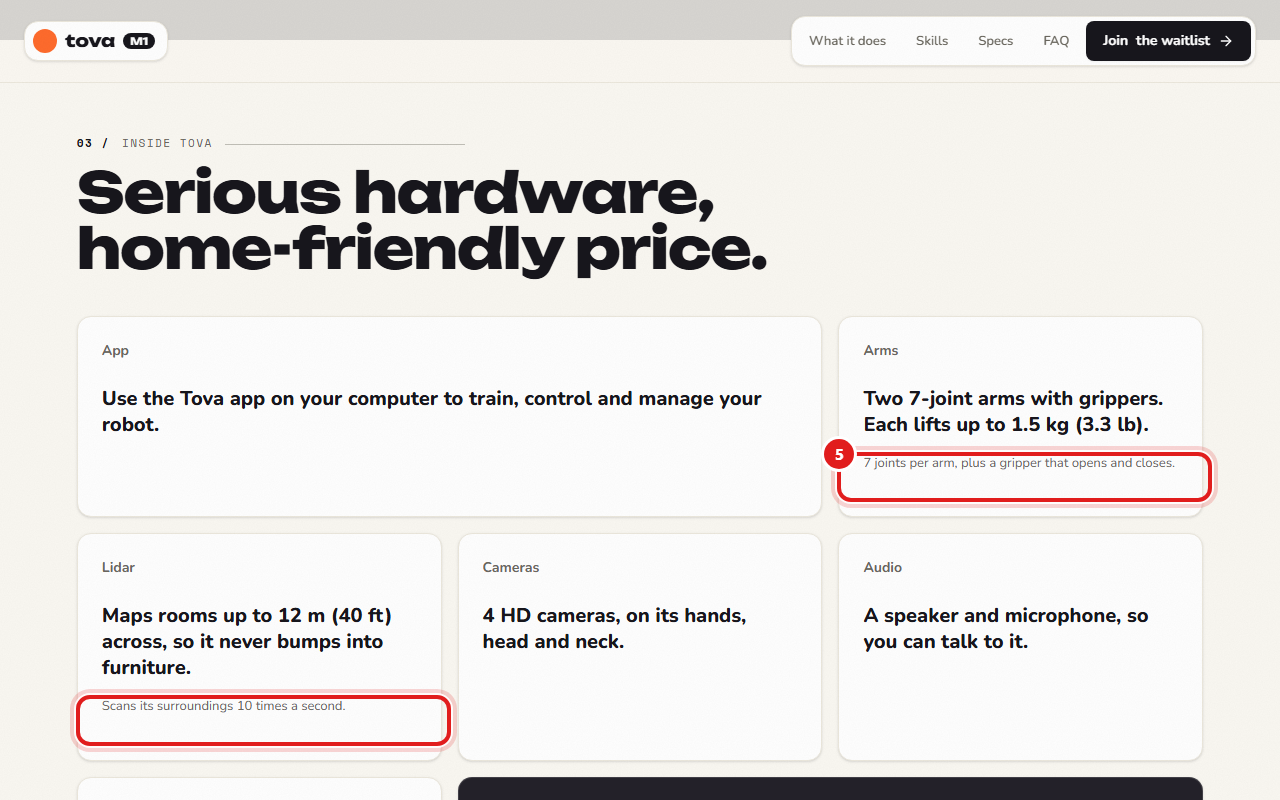 tova M1
What it does Skills Specs FAQ Join the waitlist →
03 / INSIDE TOVA
Serious hardware,
home-friendly price.
App
Use the Tova app on your computer to train, control and manage your
robot.
Arms
Two 7-joint arms with grippers.
Each lifts up to 1.5 kg (3.3 lb).
5
7 joints per arm, plus a gripper that opens and closes.
Lidar
Maps rooms up to 12 m (40 ft)
across, so it never bumps into
furniture.
Scans its surroundings 10 times a second.
Cameras
4 HD cameras, on its hands,
head and neck.
Audio
A speaker and microphone, so
you can talk to it.